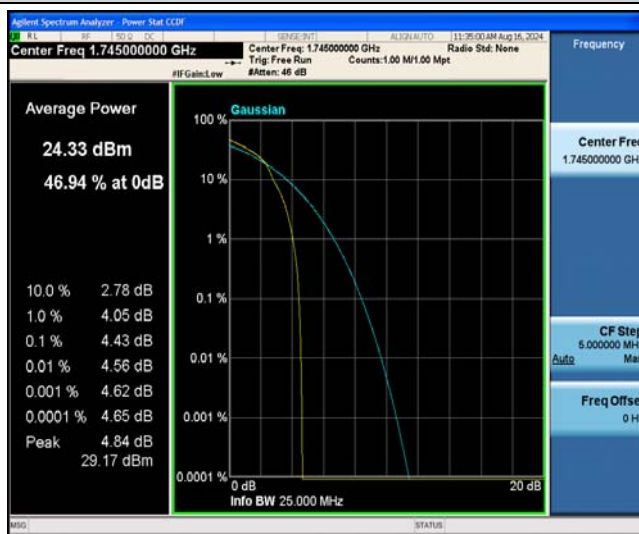 Agilent Spectrum Analyzer - Power Stat CCDF
RL RF 50 Ω DC SENSE:INT ALIGN AUTO 11:35:00 AM Aug 16, 2024
Center Freq 1.745000000 GHz
Center Freq: 1.745000000 GHz Radio Std: None
Trig: Free Run Counts:1.00 M/1.00 Mpt
#IFGain:Low #Atten: 46 dB
Frequency
Average Power
24.33 dBm
46.94 % at 0dB
10.0 % 2.78 dB
1.0 % 4.05 dB
0.1 % 4.43 dB
0.01 % 4.56 dB
0.001 % 4.62 dB
0.0001 % 4.65 dB
Peak 4.84 dB
29.17 dBm
Gaussian
100 %
10 %
1 %
0.1 %
0.01 %
0.001 %
0.0001 %
0 dB 20 dB
Info BW 25.000 MHz
Center Fre
1.745000000 GH
CF Step
5.000000 MH
Auto Ma
Freq Offse
0 H
MSG STATUS